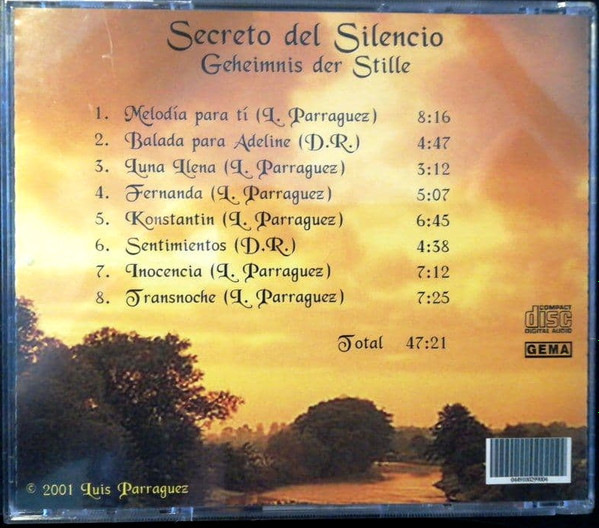 Secreto del Silencio
Geheimnis der Stille
1. Melodía para tí (L. Parraguez) 8:16
2. Balada para Adeline (D.R.) 4:47
3. Luna Llena (L. Parraguez) 3:12
4. Fernanda (L. Parraguez) 5:07
5. Konstantin (L. Parraguez) 6:45
6. Sentimientos (D.R.) 4:38
7. Inocencia (L. Parraguez) 7:12
8. Transnoche (L. Parraguez) 7:25
Total 47:21
COMPACT
disc
DIGITAL AUDIO
GEMA
© 2001 Luis Parraguez